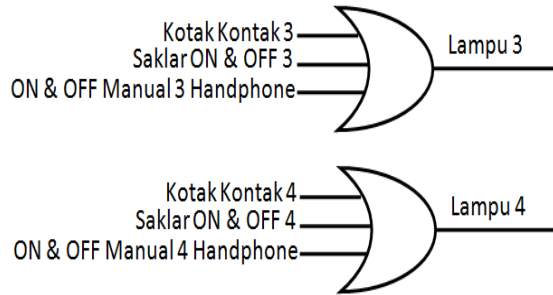 Kotak Kontak 3
Saklar ON & OFF 3
ON & OFF Manual 3 Handphone
Lampu 3
Kotak Kontak 4
Saklar ON & OFF 4
ON & OFF Manual 4 Handphone
Lampu 4